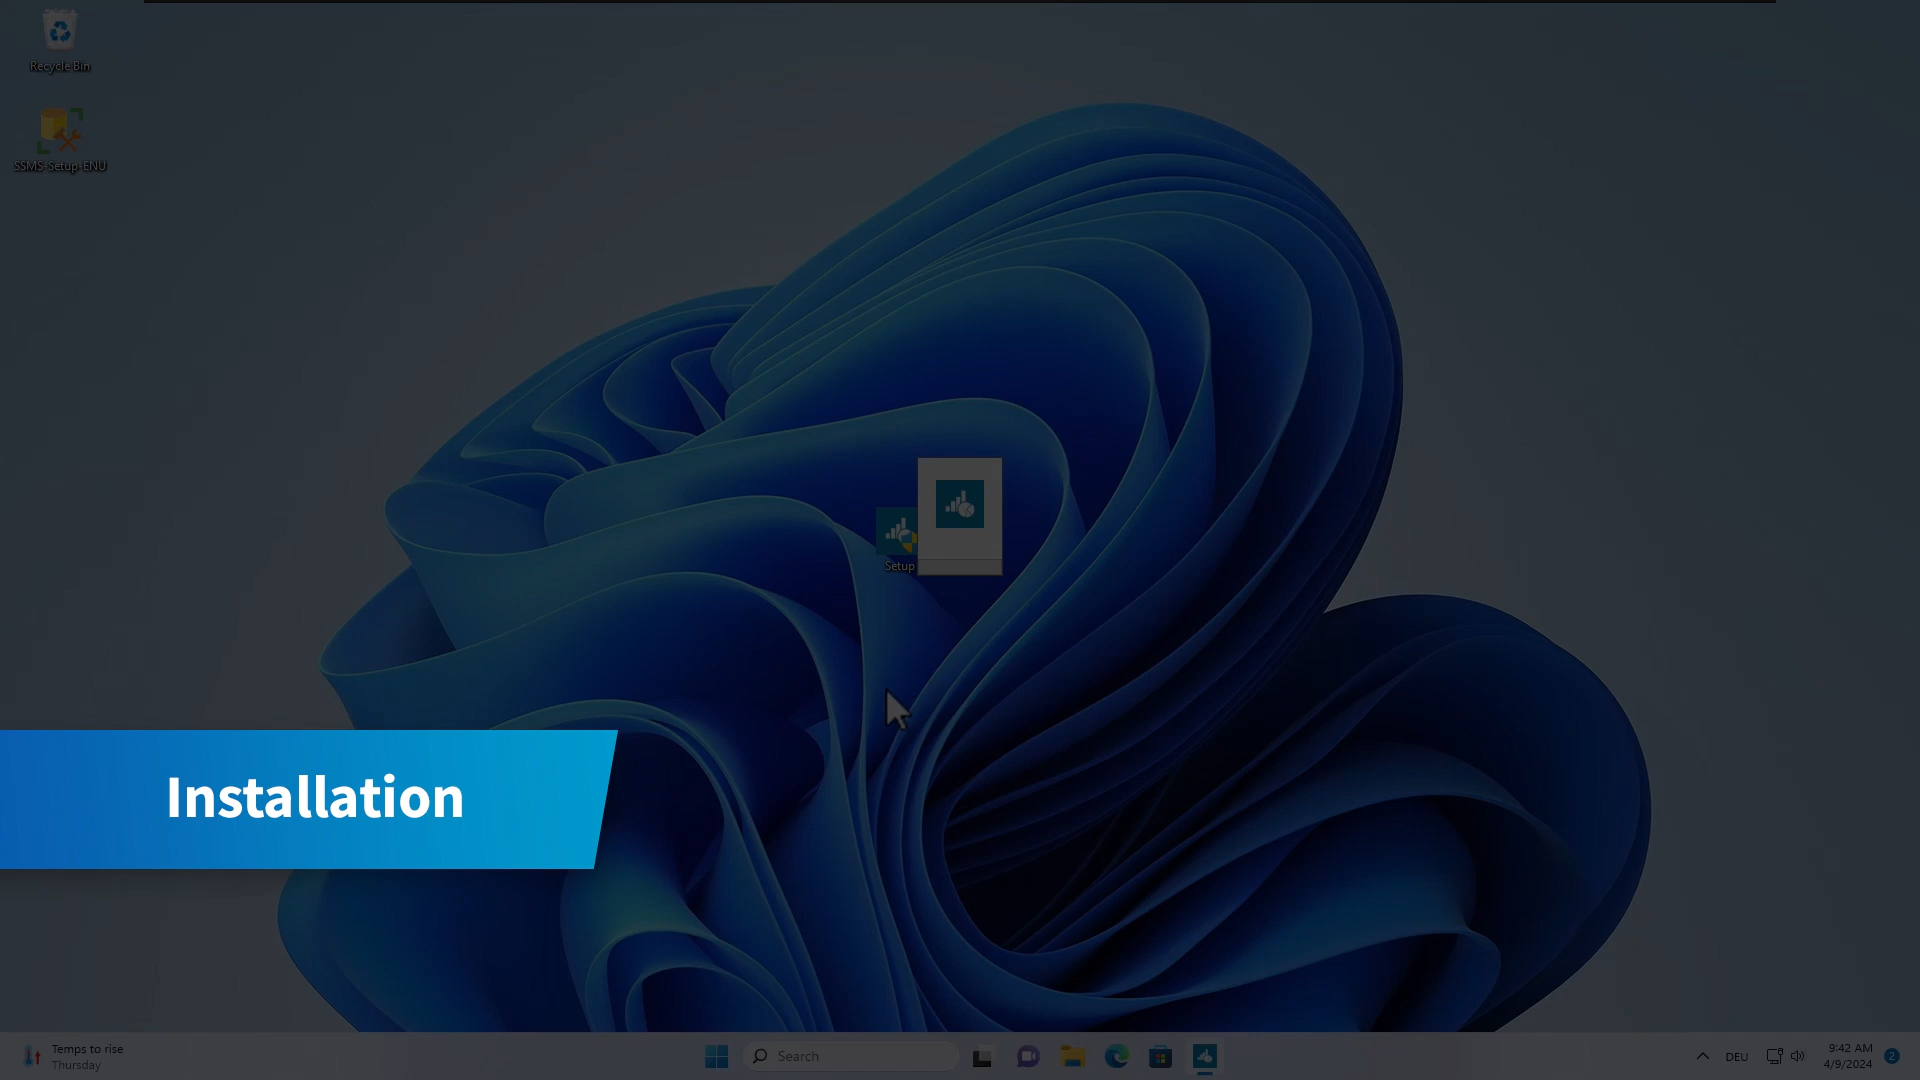 Recycle Bin
SSMS-Setup-ENU
Setup
Installation
Temps to rise
Thursday
Search
DEU
9:42 AM
4/9/2024
2